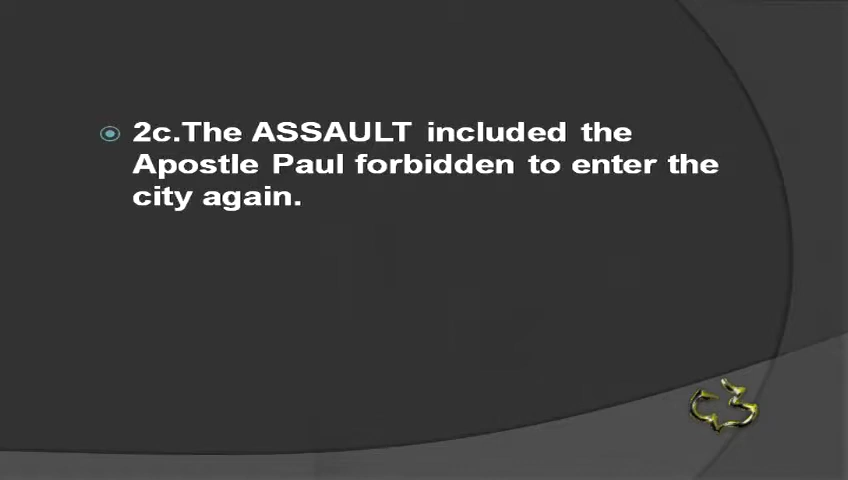 2c.The ASSAULT included the
Apostle Paul forbidden to enter the
city again.